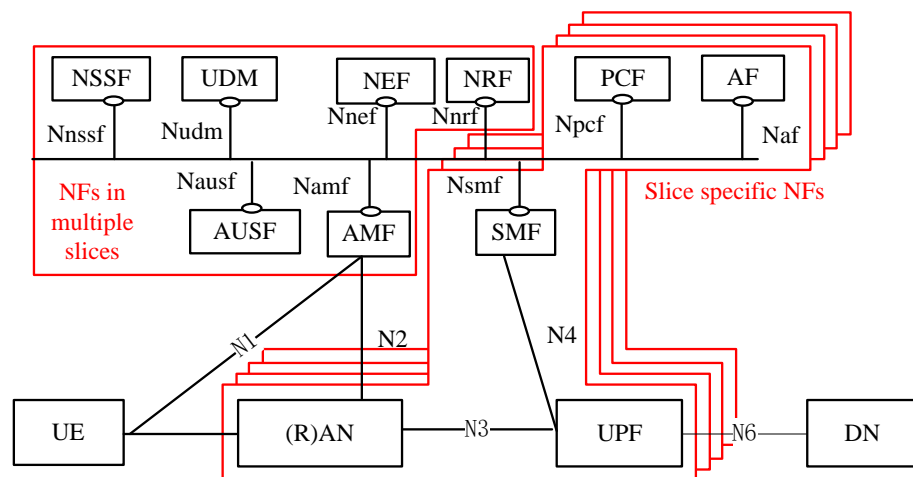 NSSF
UDM
NEF
NRF
PCF
AF
Nnssf
Nudm
Nnef
Nnrf
Npcf
Naf
NFs in
multiple
slices
Nausf
Namf
Nsmf
Slice specific NFs
AUSF
AMF
SMF
N1
N2
N4
UE
(R)AN
N3
UPF
N6
DN